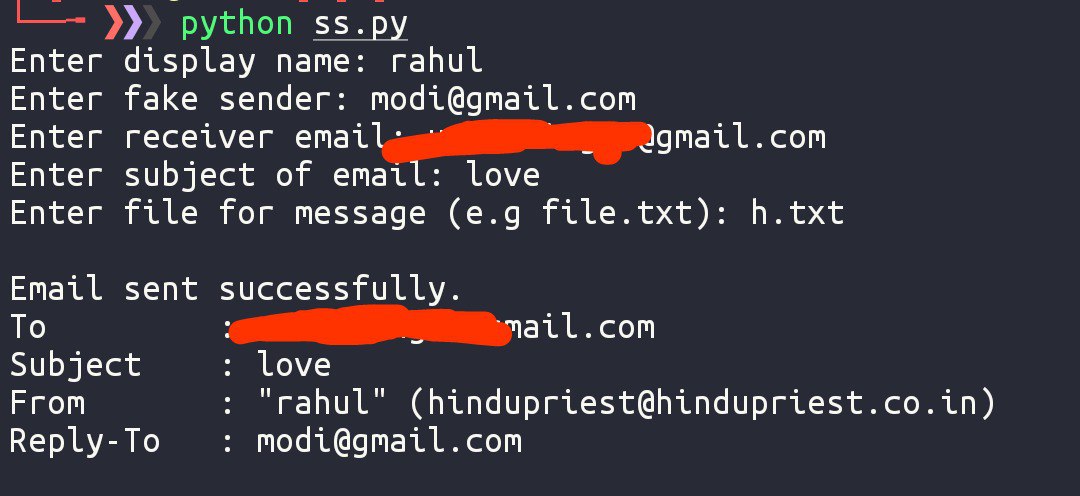 python ss.py
Enter display name: rahul
Enter fake sender: modi@gmail.com
Enter receiver email: @gmail.com
Enter subject of email: love
Enter file for message (e.g file.txt): h.txt
Email sent successfully.
To : mail.com
Subject : love
From : "rahul" (hindupriest@hindupriest.co.in)
Reply-To : modi@gmail.com